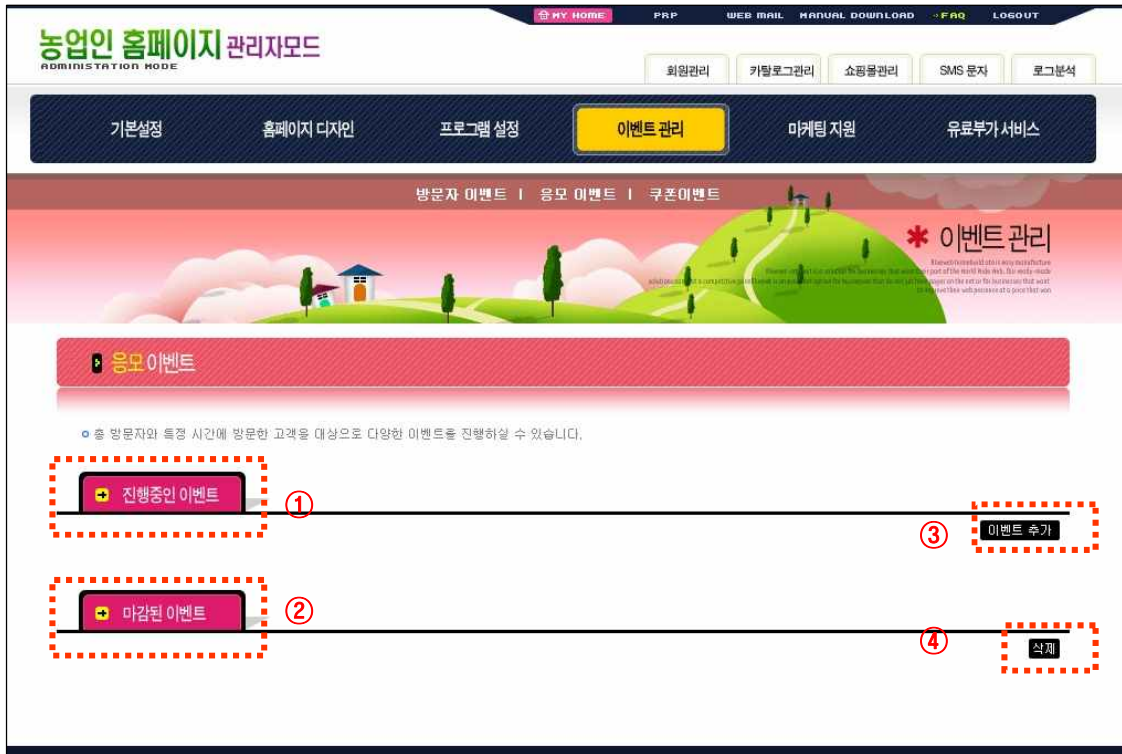 MY HOME PRP WEB MAIL MANUAL DOWNLOAD FAQ LOGOUT
농업인 홈페이지 관리자모드
ADMINISTATION MODE
회원관리 카탈로그관리 쇼핑몰관리 SMS 문자 로그분석
기본설정 홈페이지 디자인 프로그램 설정 이벤트 관리 마케팅 지원 유료부가 서비스
방문자 이벤트 | 응모 이벤트 | 쿠폰이벤트
* 이벤트 관리
응모 이벤트
총 방문자와 특정 시간에 방문한 고객을 대상으로 다양한 이벤트를 진행하실 수 있습니다.
진행중인 이벤트 ①
③ 이벤트 추가
마감된 이벤트 ②
④ 삭제